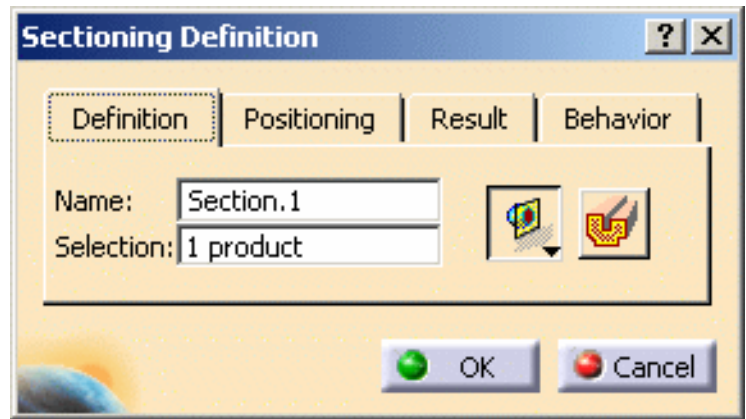 Sectioning Definition ? X
Definition Positioning Result Behavior
Name: Section.1
Selection: 1 product
OK Cancel